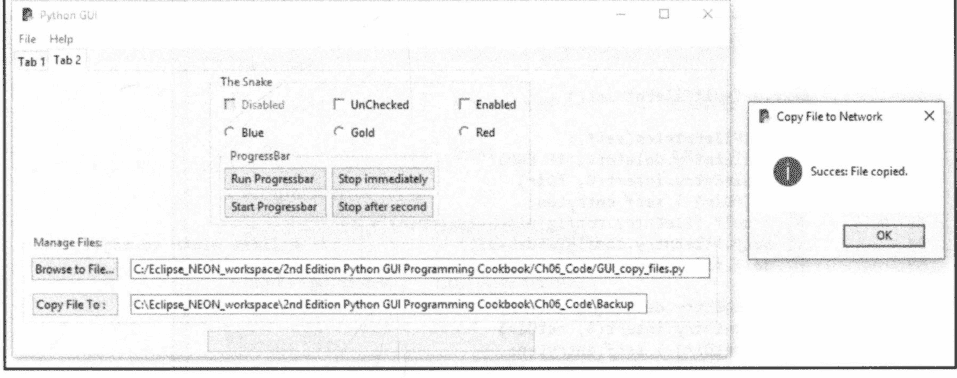 Python GUI
File Help
Tab 1 Tab 2
The Snake
Disabled UnChecked Enabled
Blue Gold Red
ProgressBar
Run Progressbar Stop immediately
Start Progressbar Stop after second
Manage Files:
Browse to File... C:/Eclipse_NEON_workspace/2nd Edition Python GUI Programming Cookbook/Ch06_Code/GUI_copy_files.py
Copy File To : C:\Eclipse_NEON_workspace\2nd Edition Python GUI Programming Cookbook\Ch06_Code\Backup
Copy File to Network
Succes: File copied.
OK